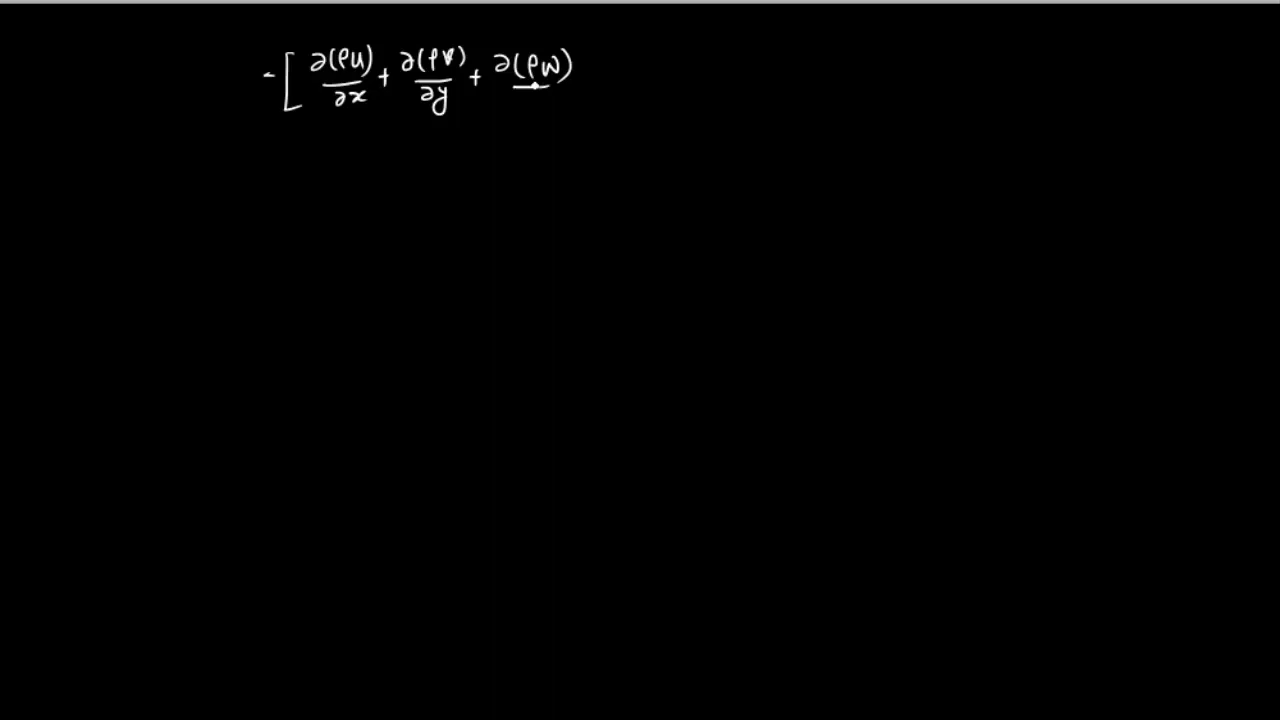 - [ ∂(ρu)/∂x + ∂(ρv)/∂y + ∂(ρw)